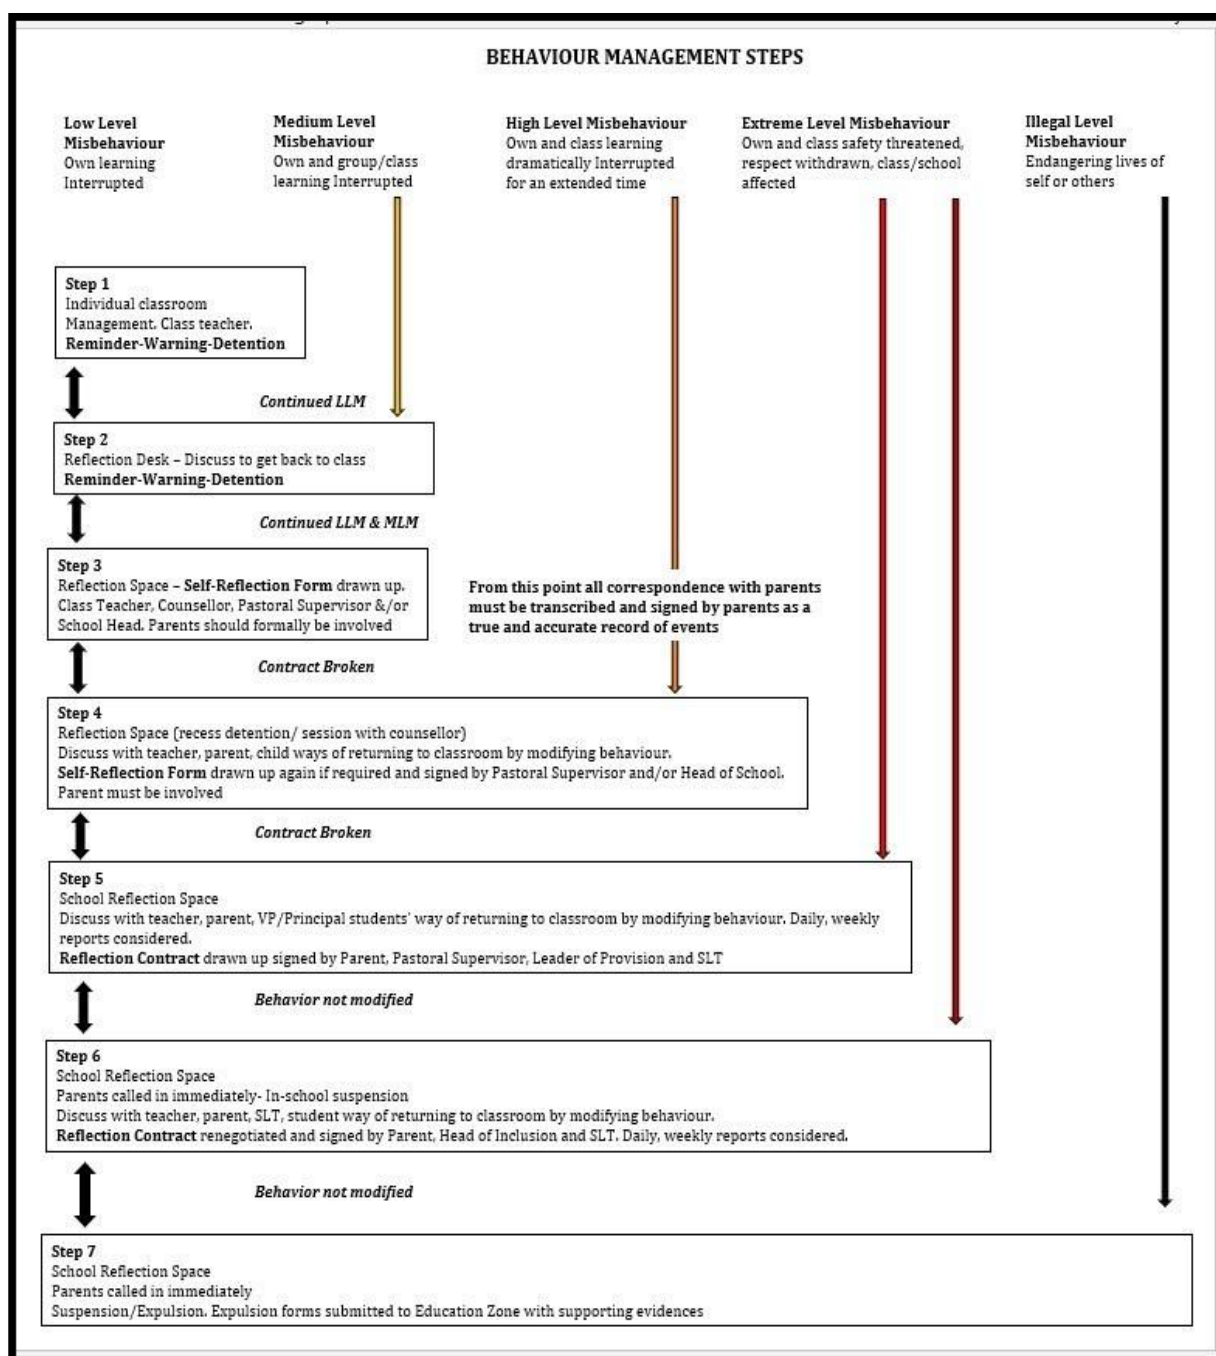 BEHAVIOUR MANAGEMENT STEPS
Low Level
Misbehaviour
Own learning
Interrupted
Medium Level
Misbehaviour
Own and group/class
learning Interrupted
High Level Misbehaviour
Own and class learning
dramatically Interrupted
for an extended time
Extreme Level Misbehaviour
Own and class safety threatened,
respect withdrawn, class/school
affected
Illegal Level
Misbehaviour
Endangering lives of
self or others
Step 1
Individual classroom
Management. Class teacher.
Reminder-Warning-Detention
Continued LLM
Step 2
Reflection Desk – Discuss to get back to class
Reminder-Warning-Detention
Continued LLM & MLM
Step 3
Reflection Space – Self-Reflection Form drawn up.
Class Teacher, Counsellor, Pastoral Supervisor &/or
School Head. Parents should formally be involved
From this point all correspondence with parents
must be transcribed and signed by parents as a
true and accurate record of events
Contract Broken
Step 4
Reflection Space (recess detention/ session with counsellor)
Discuss with teacher, parent, child ways of returning to classroom by modifying behaviour.
Self-Reflection Form drawn up again if required and signed by Pastoral Supervisor and/or Head of School.
Parent must be involved
Contract Broken
Step 5
School Reflection Space
Discuss with teacher, parent, VP/Principal students' way of returning to classroom by modifying behaviour. Daily, weekly
reports considered.
Reflection Contract drawn up signed by Parent, Pastoral Supervisor, Leader of Provision and SLT
Behavior not modified
Step 6
School Reflection Space
Parents called in immediately- In-school suspension
Discuss with teacher, parent, SLT, student way of returning to classroom by modifying behaviour.
Reflection Contract renegotiated and signed by Parent, Head of Inclusion and SLT. Daily, weekly reports considered.
Behavior not modified
Step 7
School Reflection Space
Parents called in immediately
Suspension/Expulsion. Expulsion forms submitted to Education Zone with supporting evidences